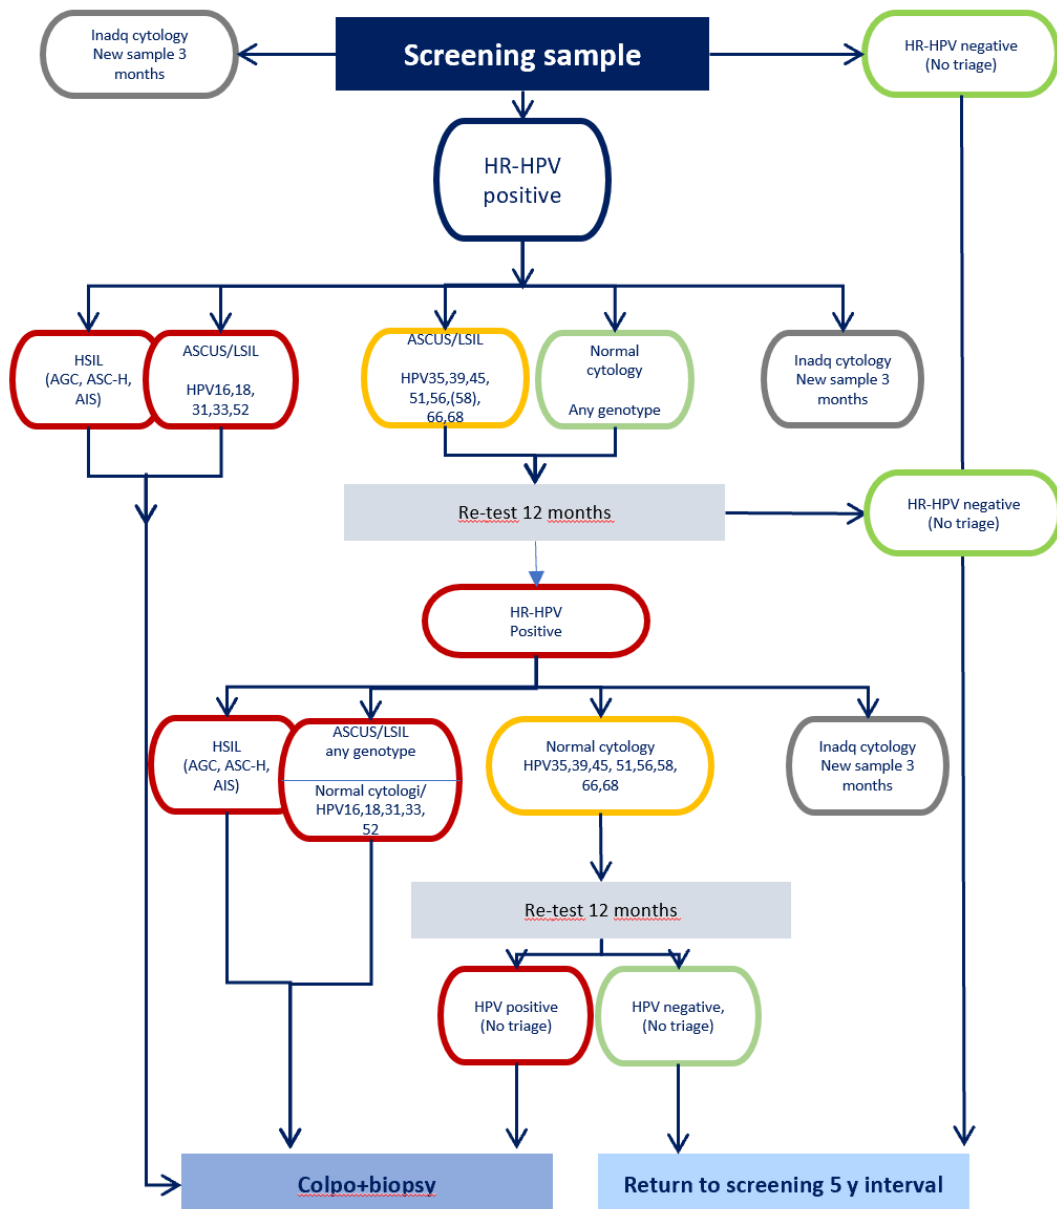 Inadq cytology
New sample 3
months
Screening sample
HR-HPV negative
(No triage)
HR-HPV
positive
HSIL
(AGC, ASC-H,
AIS)
ASCUS/LSIL
HPV16,18,
31,33,52
ASCUS/LSIL
HPV35,39,45,
51,56,(58),
66,68
Normal
cytology
Any genotype
Inadq cytology
New sample 3
months
Re-test 12 months
HR-HPV negative
(No triage)
HR-HPV
Positive
HSIL
(AGC, ASC-H,
AIS)
ASCUS/LSIL
any genotype
Normal cytologi/
HPV16,18,31,33,
52
Normal cytology
HPV35,39,45, 51,56,58,
66,68
Inadq cytology
New sample 3
months
Re-test 12 months
HPV positive
(No triage)
HPV negative,
(No triage)
Colpo+biopsy
Return to screening 5 y interval